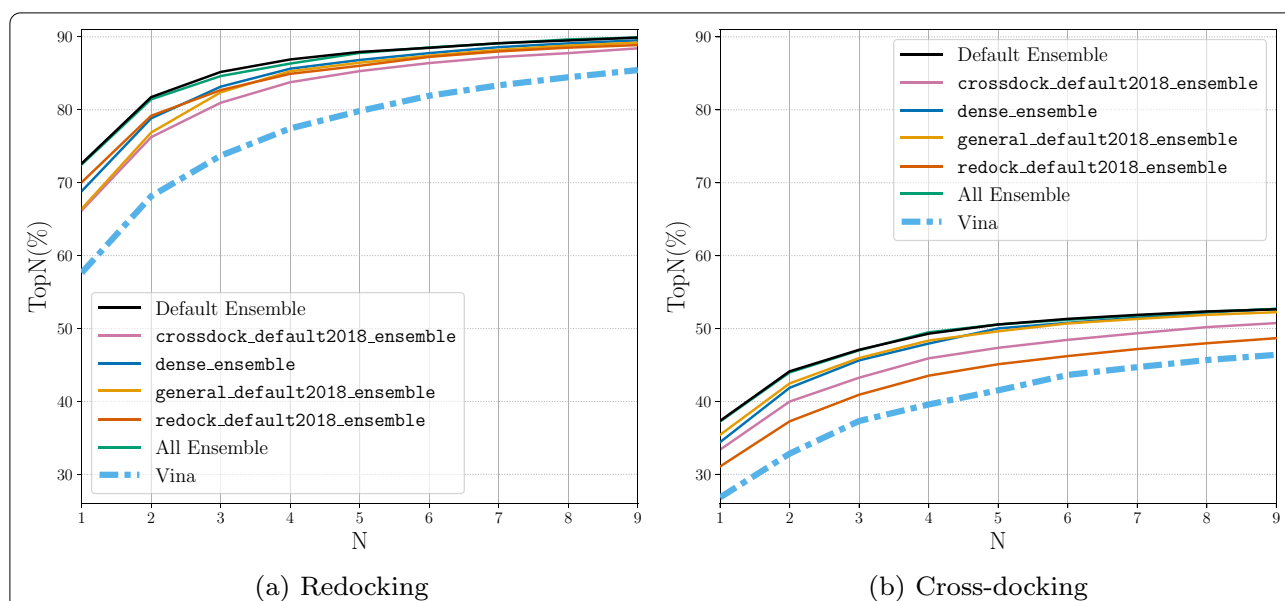 90
80
70
60
50
40
30
TopN(%)
Default Ensemble
crossdock_default2018_ensemble
dense_ensemble
general_default2018_ensemble
redock_default2018_ensemble
All Ensemble
Vina
1 2 3 4 5 6 7 8 9
N
(a) Redocking
90
80
70
60
50
40
30
TopN(%)
Default Ensemble
crossdock_default2018_ensemble
dense_ensemble
general_default2018_ensemble
redock_default2018_ensemble
All Ensemble
Vina
1 2 3 4 5 6 7 8 9
N
(b) Cross-docking